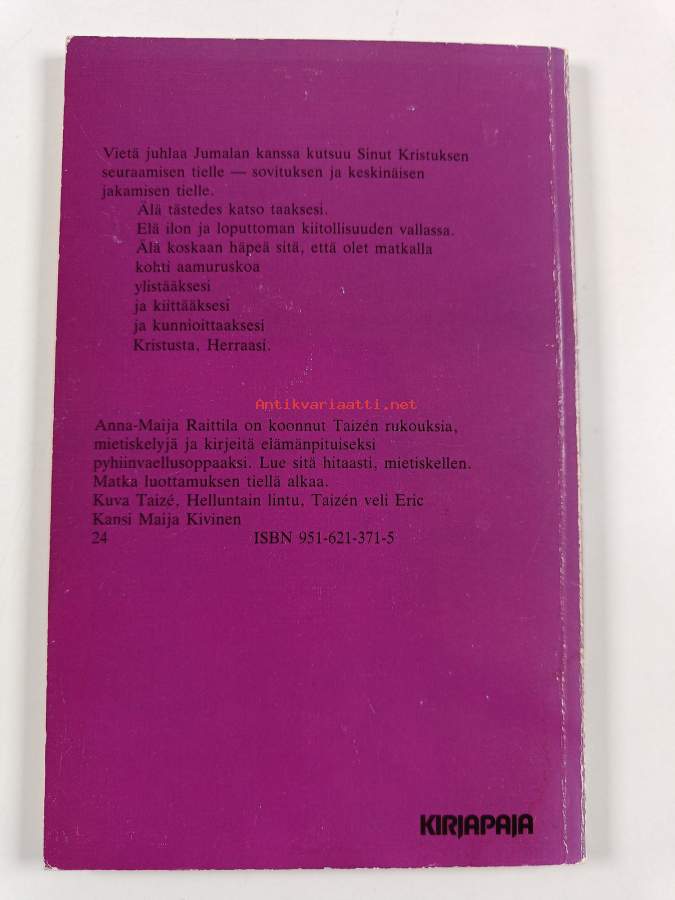 Vietä juhlaa Jumalan kanssa kutsuu Sinut Kristuksen
seuraamisen tielle — sovituksen ja keskinäisen
jakamisen tielle.
Älä tästedes katso taaksesi.
Elä ilon ja loputtoman kiitollisuuden vallassa.
Älä koskaan häpeä sitä, että olet matkalla
kohti aamuruskoa
ylistääksesi
ja kiittääksesi
ja kunnioittaaksesi
Kristusta, Herraasi.
Antikvariaatti.net
Anna-Maija Raittila on koonnut Taizén rukouksia,
mietiskelyjä ja kirjeitä elämänpituiseksi
pyhiinvaellusoppaaksi. Lue sitä hitaasti, mietiskellen.
Matka luottamuksen tiellä alkaa.
Kuva Taizé, Helluntain lintu, Taizén veli Eric
Kansi Maija Kivinen
24 ISBN 951-621-371-5
KIRJAPAJA